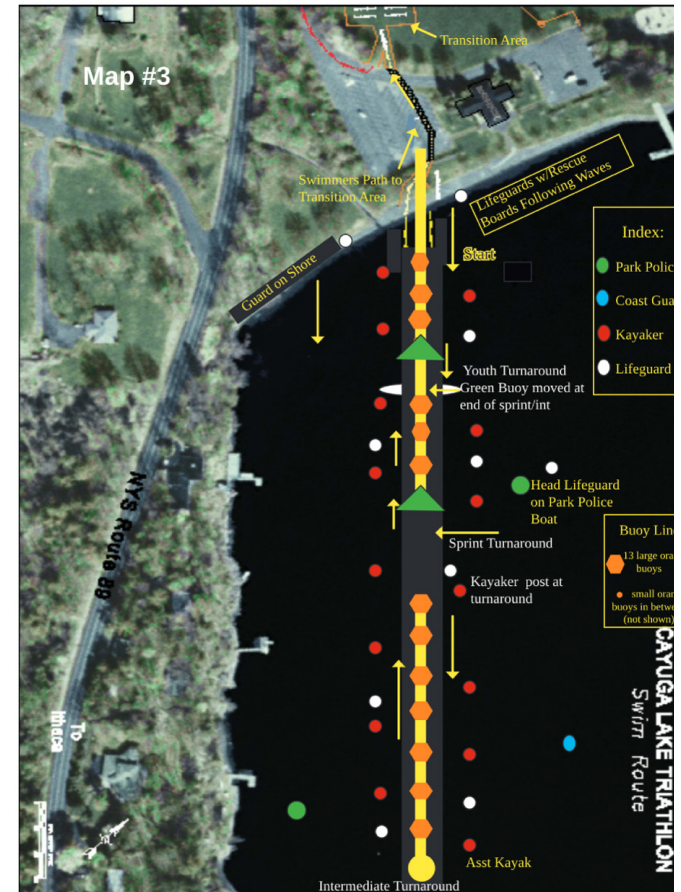 Map #3
Transition Area
Swimmers Path to
Transition Area
Lifeguards w/Rescue
Boards Following Waves
Guard on Shore
Start
Index:
Park Polic
Coast Gua
Kayaker
Lifeguard
Youth Turnaround
Green Buoy moved at
end of sprint/int
Head Lifeguard
on Park Police
Boat
Sprint Turnaround
Buoy Line
13 large oran
buoys
small oran
buoys in betwe
(not shown)
Kayaker post at
turnaround
NYS Route 89
To
Ithaca
CAYUGA LAKE TRIATHLON
Swim Route
Asst Kayak
Intermediate Turnaround